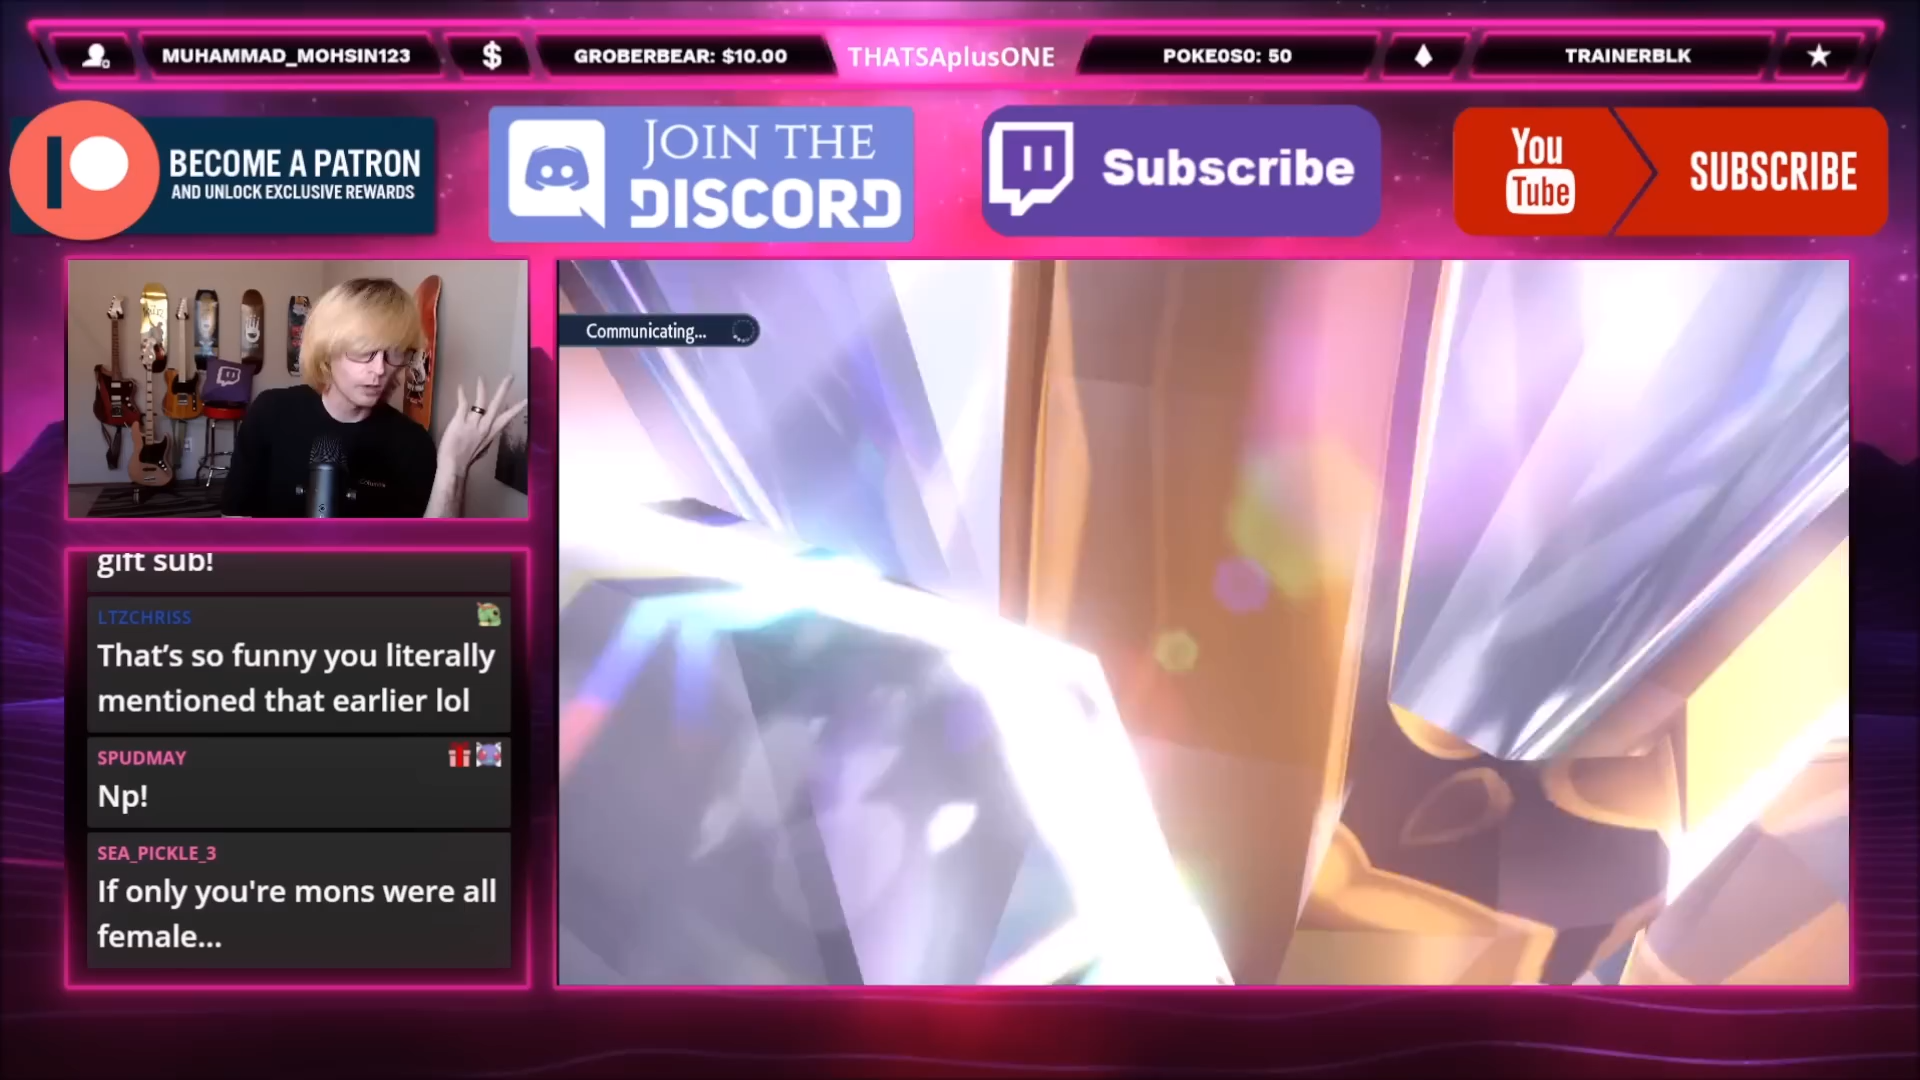 MUHAMMAD_MOHSIN123
$
GROBERBEAR: $10.00
THATSAplusONE
POKE0S0: 50
TRAINERBLK
BECOME A PATRON
AND UNLOCK EXCLUSIVE REWARDS
JOIN THE
DISCORD
Subscribe
You
Tube
SUBSCRIBE
Communicating...
gift sub!
LTZCHRISS
That's so funny you literally
mentioned that earlier lol
SPUDMAY
Np!
SEA_PICKLE_3
If only you're mons were all
female...